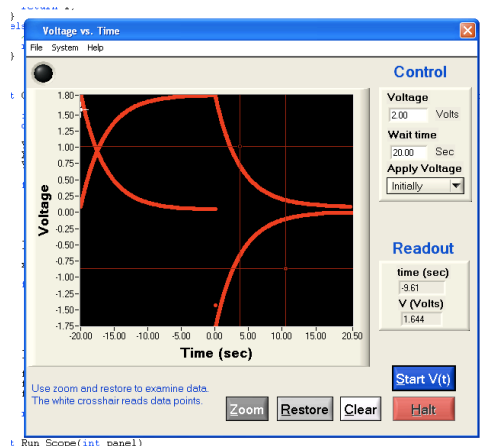 Voltage vs. Time
File System Help
Control
Voltage
2.00 Volts
Wait time
20.00 Sec
Apply Voltage
Initially
Voltage
1.80
1.50
1.25
1.00
0.75
0.50
0.25
0.00
-0.25
-0.50
-0.75
-1.00
-1.25
-1.50
-1.75
-20.00 -15.00 -10.00 -5.00 0.00 5.00 10.00 15.00 20.50
Time (sec)
Readout
time (sec)
-9.61
V (Volts)
1.644
Use zoom and restore to examine data.
The white crosshair reads data points.
Start V(t)
Zoom Restore Clear Halt
t Run Scope(int panel)